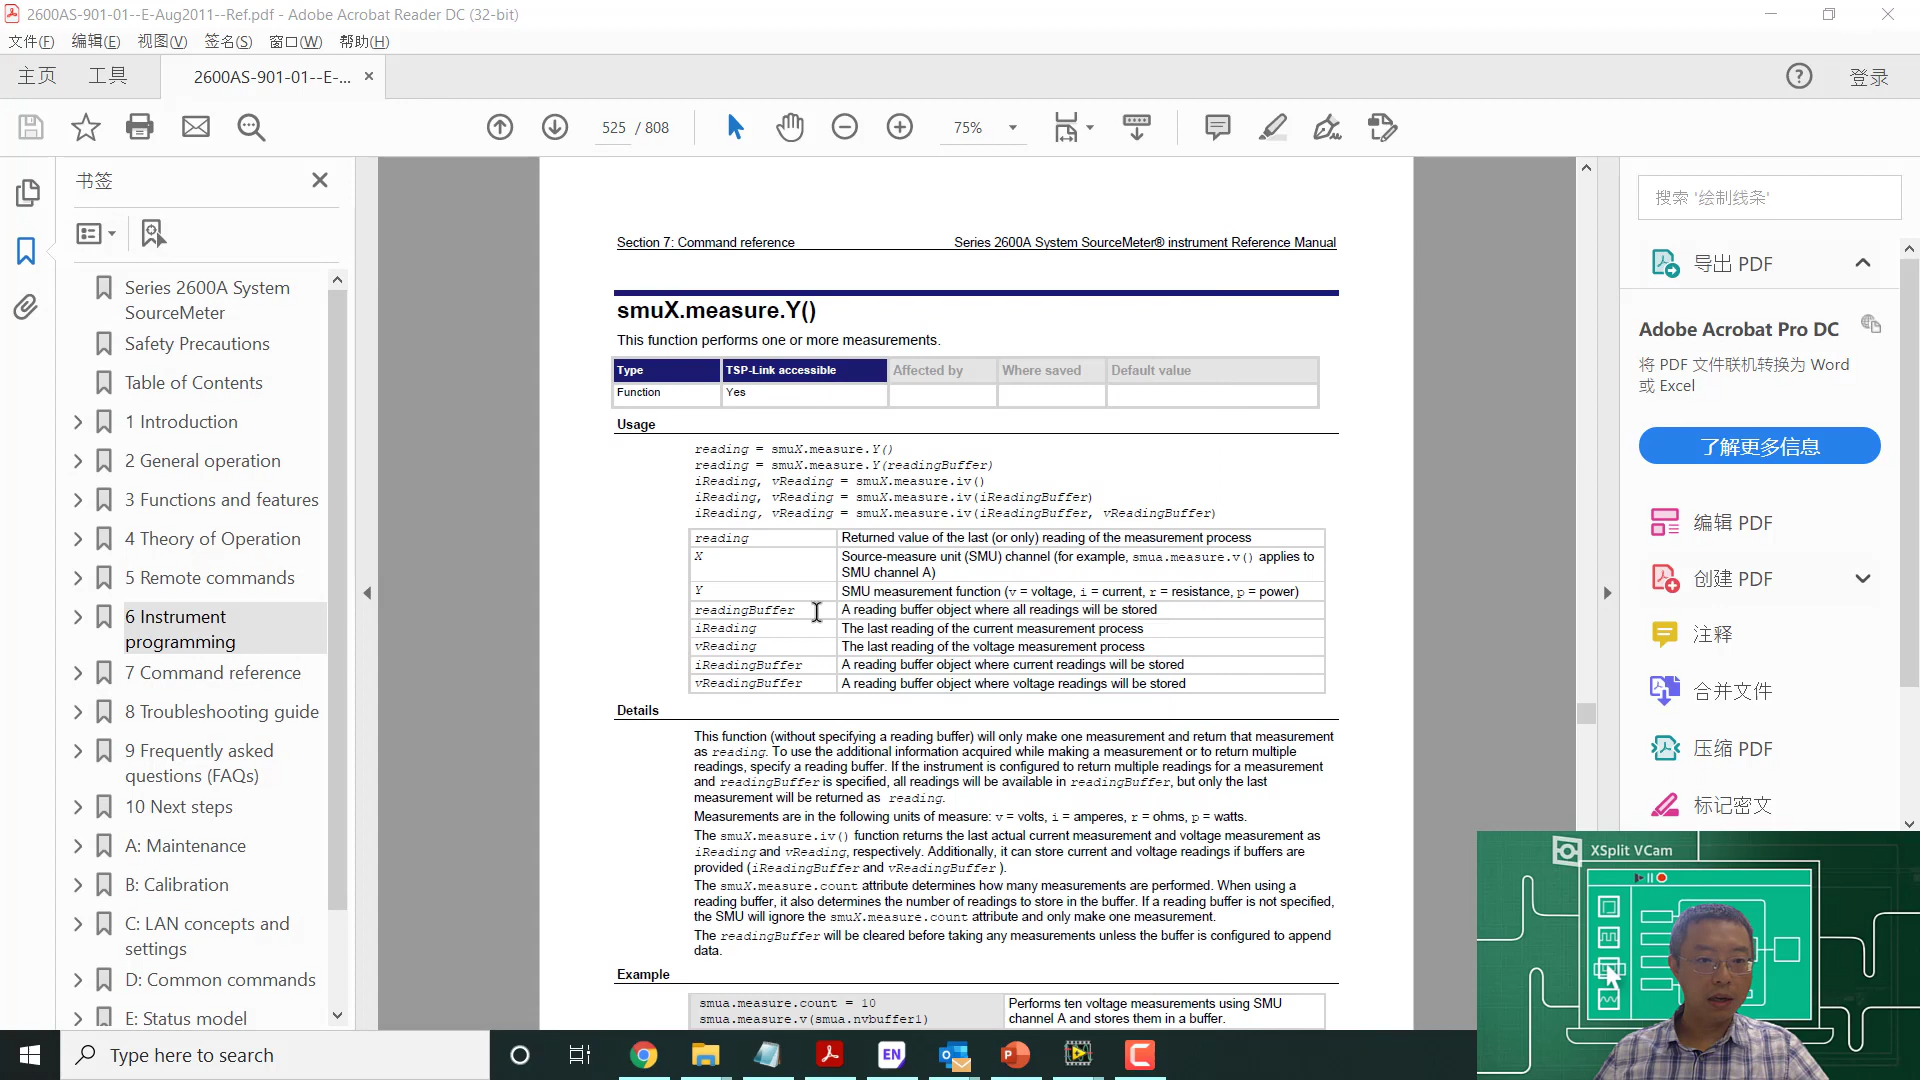 2600AS-901-01--E-Aug2011--Ref.pdf - Adobe Acrobat Reader DC (32-bit)
文件(F) 编辑(E) 视图(V) 签名(S) 窗口(W) 帮助(H)
主页 工具 2600AS-901-01--E-... 登录
525 / 808 75%
书签
Series 2600A System
SourceMeter
Safety Precautions
Table of Contents
1 Introduction
2 General operation
3 Functions and features
4 Theory of Operation
5 Remote commands
6 Instrument
programming
7 Command reference
8 Troubleshooting guide
9 Frequently asked
questions (FAQs)
10 Next steps
A: Maintenance
B: Calibration
C: LAN concepts and
settings
D: Common commands
E: Status model
Section 7: Command reference Series 2600A System SourceMeter® instrument Reference Manual
smuX.measure.Y()
This function performs one or more measurements.
Type TSP-Link accessible Affected by Where saved Default value
Function Yes
Usage
reading = smuX.measure.Y()
reading = smuX.measure.Y(readingBuffer)
iReading, vReading = smuX.measure.iv()
iReading, vReading = smuX.measure.iv(iReadingBuffer)
iReading, vReading = smuX.measure.iv(iReadingBuffer, vReadingBuffer)
reading Returned value of the last (or only) reading of the measurement process
X Source-measure unit (SMU) channel (for example, smua.measure.v() applies to
SMU channel A)
Y SMU measurement function (v = voltage, i = current, r = resistance, p = power)
readingBuffer A reading buffer object where all readings will be stored
iReading The last reading of the current measurement process
vReading The last reading of the voltage measurement process
iReadingBuffer A reading buffer object where current readings will be stored
vReadingBuffer A reading buffer object where voltage readings will be stored
Details
This function (without specifying a reading buffer) will only make one measurement and return that measurement
as reading. To use the additional information acquired while making a measurement or to return multiple
readings, specify a reading buffer. If the instrument is configured to return multiple readings for a measurement
and readingBuffer is specified, all readings will be available in readingBuffer, but only the last
measurement will be returned as reading.
Measurements are in the following units of measure: v = volts, i = amperes, r = ohms, p = watts.
The smuX.measure.iv() function returns the last actual current measurement and voltage measurement as
iReading and vReading, respectively. Additionally, it can store current and voltage readings if buffers are
provided (iReadingBuffer and vReadingBuffer ).
The smuX.measure.count attribute determines how many measurements are performed. When using a
reading buffer, it also determines the number of readings to store in the buffer. If a reading buffer is not specified,
the SMU will ignore the smuX.measure.count attribute and only make one measurement.
The readingBuffer will be cleared before taking any measurements unless the buffer is configured to append
data.
Example
smua.measure.count = 10
smua.measure.v(smua.nvbuffer1)
Performs ten voltage measurements using SMU
channel A and stores them in a buffer.
搜索 '绘制线条'
导出 PDF
Adobe Acrobat Pro DC
将 PDF 文件联机转换为 Word
或 Excel
了解更多信息
编辑 PDF
创建 PDF
注释
合并文件
压缩 PDF
标记密文
XSplit VCam
Type here to search
EN